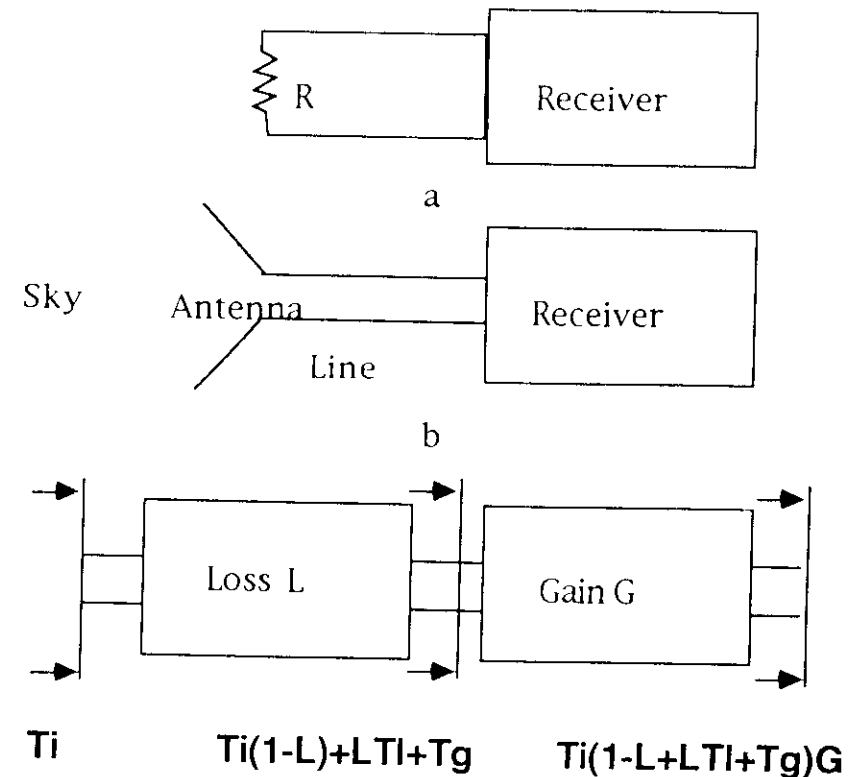 R
Receiver
a
Sky
Antenna
Receiver
Line
b
Loss L
Gain G
Ti
Ti(1-L)+LTl+Tg
Ti(1-L+LTl+Tg)G